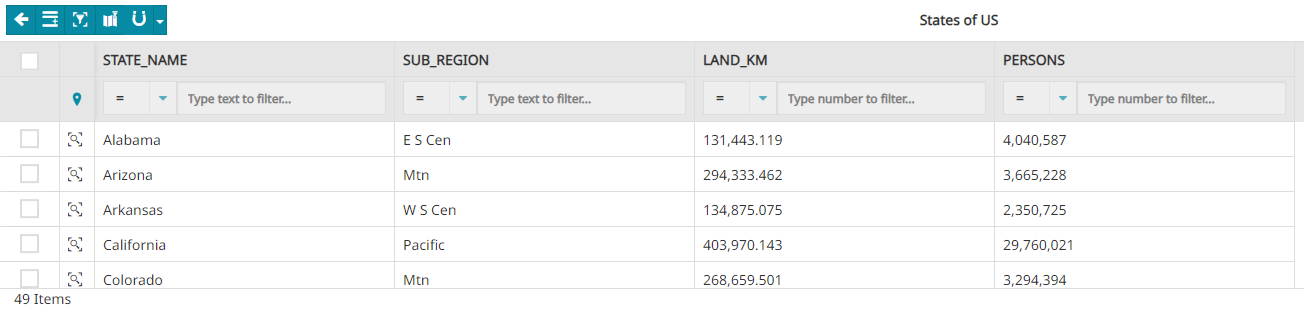 States of US
STATE_NAME SUB_REGION LAND_KM PERSONS
= Type text to filter... = Type text to filter... = Type number to filter... = Type number to filter...
Alabama E S Cen 131,443.119 4,040,587
Arizona Mtn 294,333.462 3,665,228
Arkansas W S Cen 134,875.075 2,350,725
California Pacific 403,970.143 29,760,021
Colorado Mtn 268,659.501 3,294,394
49 Items